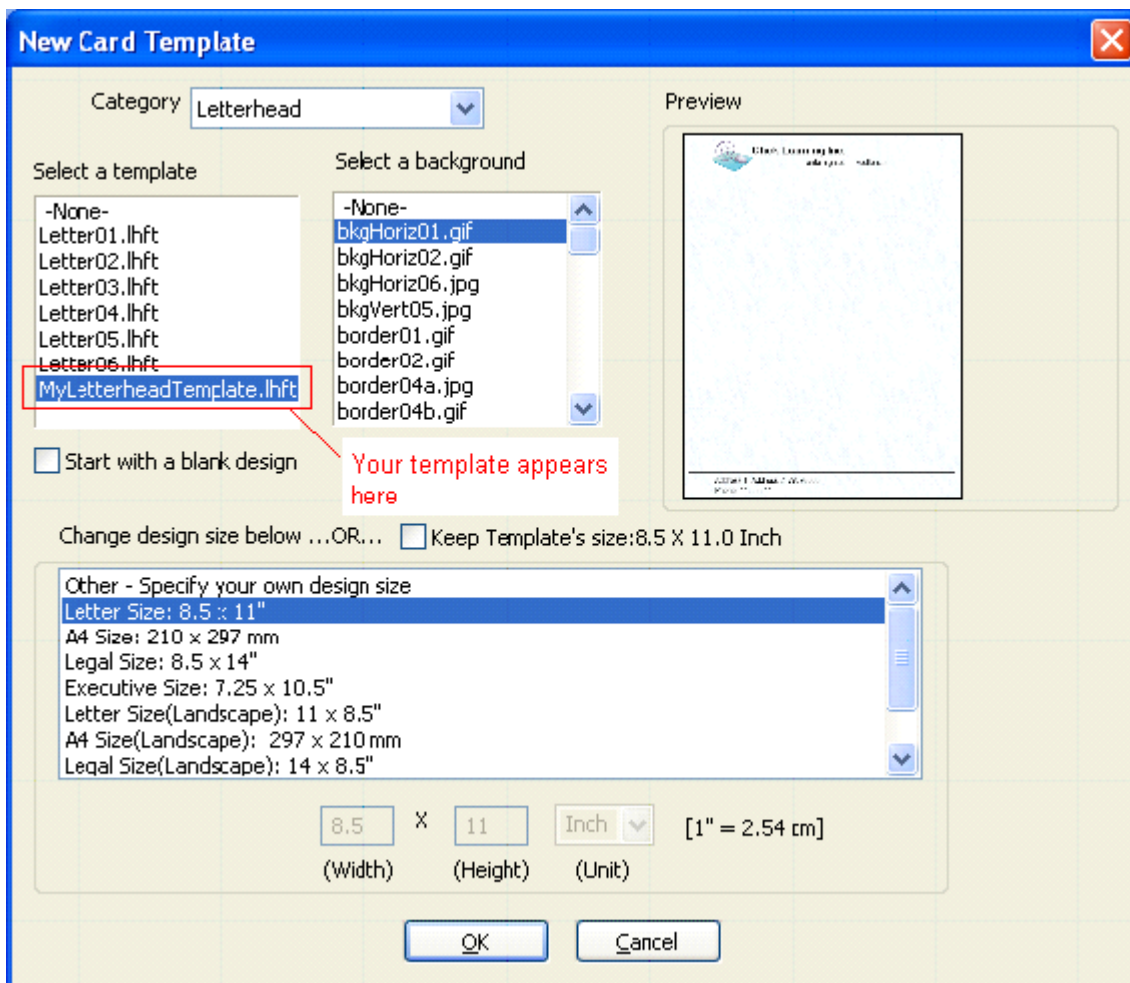 New Card Template
Category
Letterhead
Preview
Select a template
-None-
Letter01.lhft
Letter02.lhft
Letter03.lhft
Letter04.lhft
Letter05.lhft
Letter06.lhft
MyLetterheadTemplate.lhft
Select a background
-None-
bkgHoriz01.gif
bkgHoriz02.gif
bkgHoriz06.jpg
bkgVert05.jpg
border01.gif
border02.gif
border04a.jpg
border04b.gif
Start with a blank design
Your template appears
here
Change design size below ...OR... Keep Template's size:8.5 X 11.0 Inch
Other - Specify your own design size
Letter Size: 8.5 x 11"
A4 Size: 210 x 297 mm
Legal Size: 8.5 x 14"
Executive Size: 7.25 x 10.5"
Letter Size(Landscape): 11 x 8.5"
A4 Size(Landscape): 297 x 210 mm
Legal Size(Landscape): 14 x 8.5"
8.5 X 11 Inch [1" = 2.54 cm]
(Width) (Height) (Unit)
OK Cancel